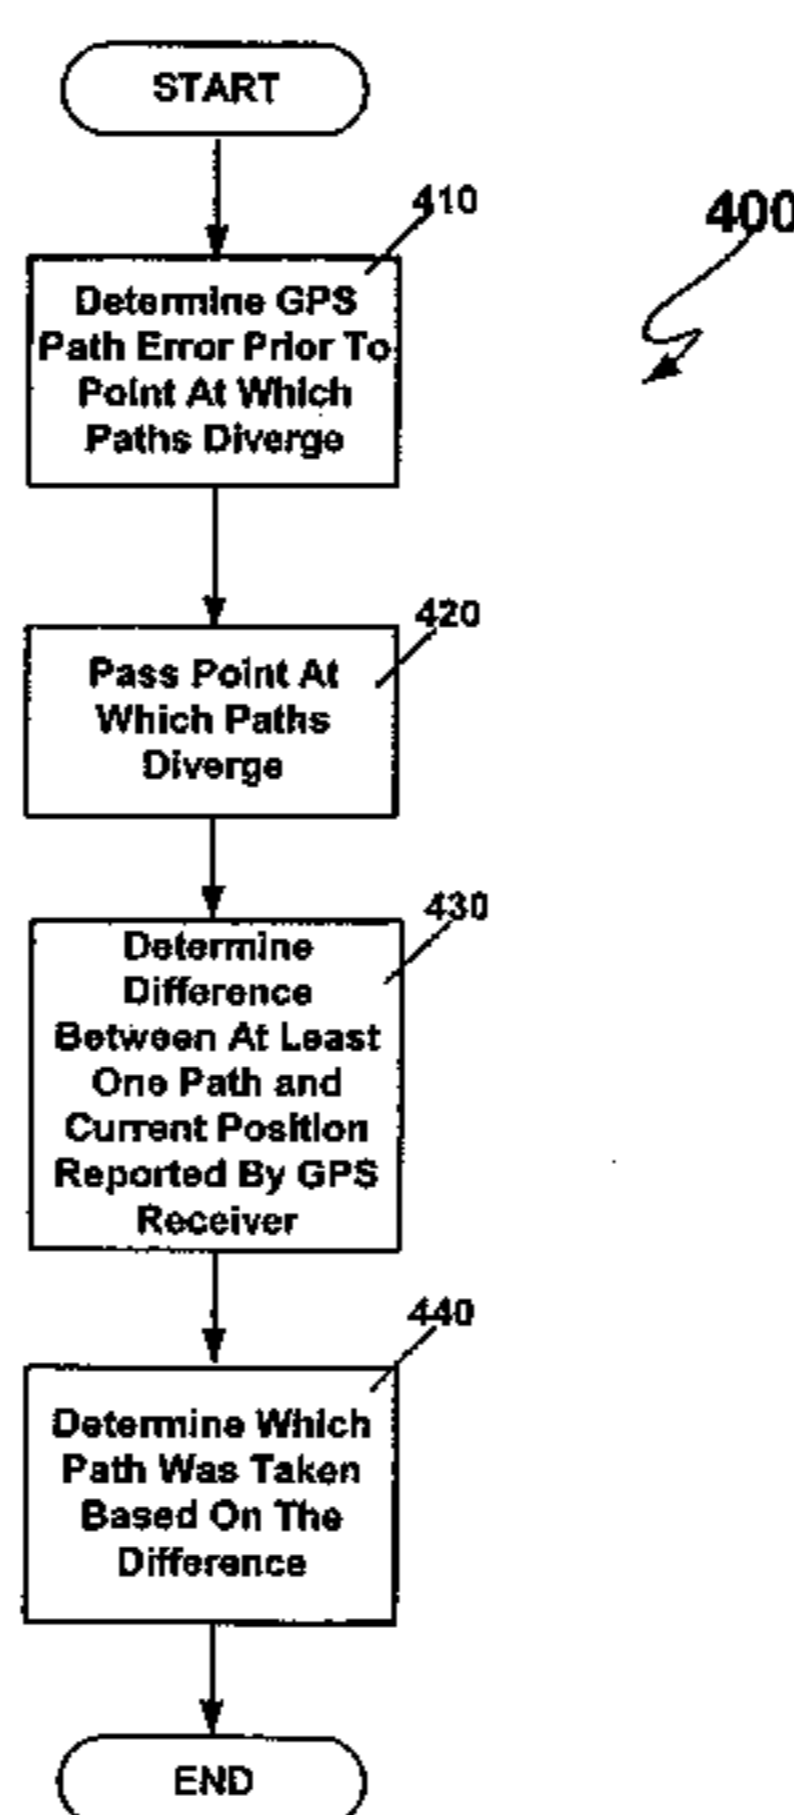 START
410
400
Determine GPS
Path Error Prior To
Point At Which
Paths Diverge
420
Pass Point At
Which Paths
Diverge
430
Determine
Difference
Between At Least
One Path and
Current Position
Reported By GPS
Receiver
440
Determine Which
Path Was Taken
Based On The
Difference
END